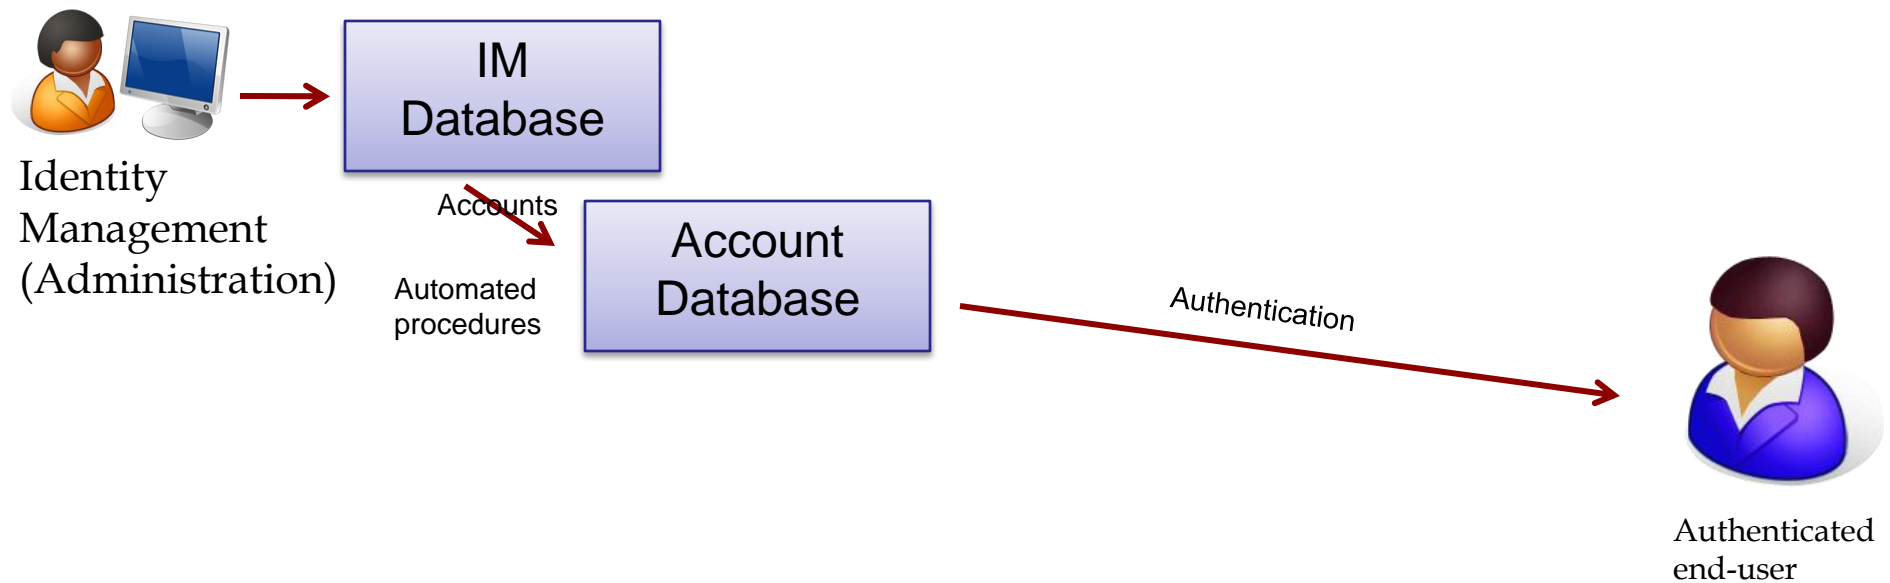 IM
Database
Identity
Management
(Administration)
Accounts
Automated
procedures
Account
Database
Authentication
Authenticated
end-user